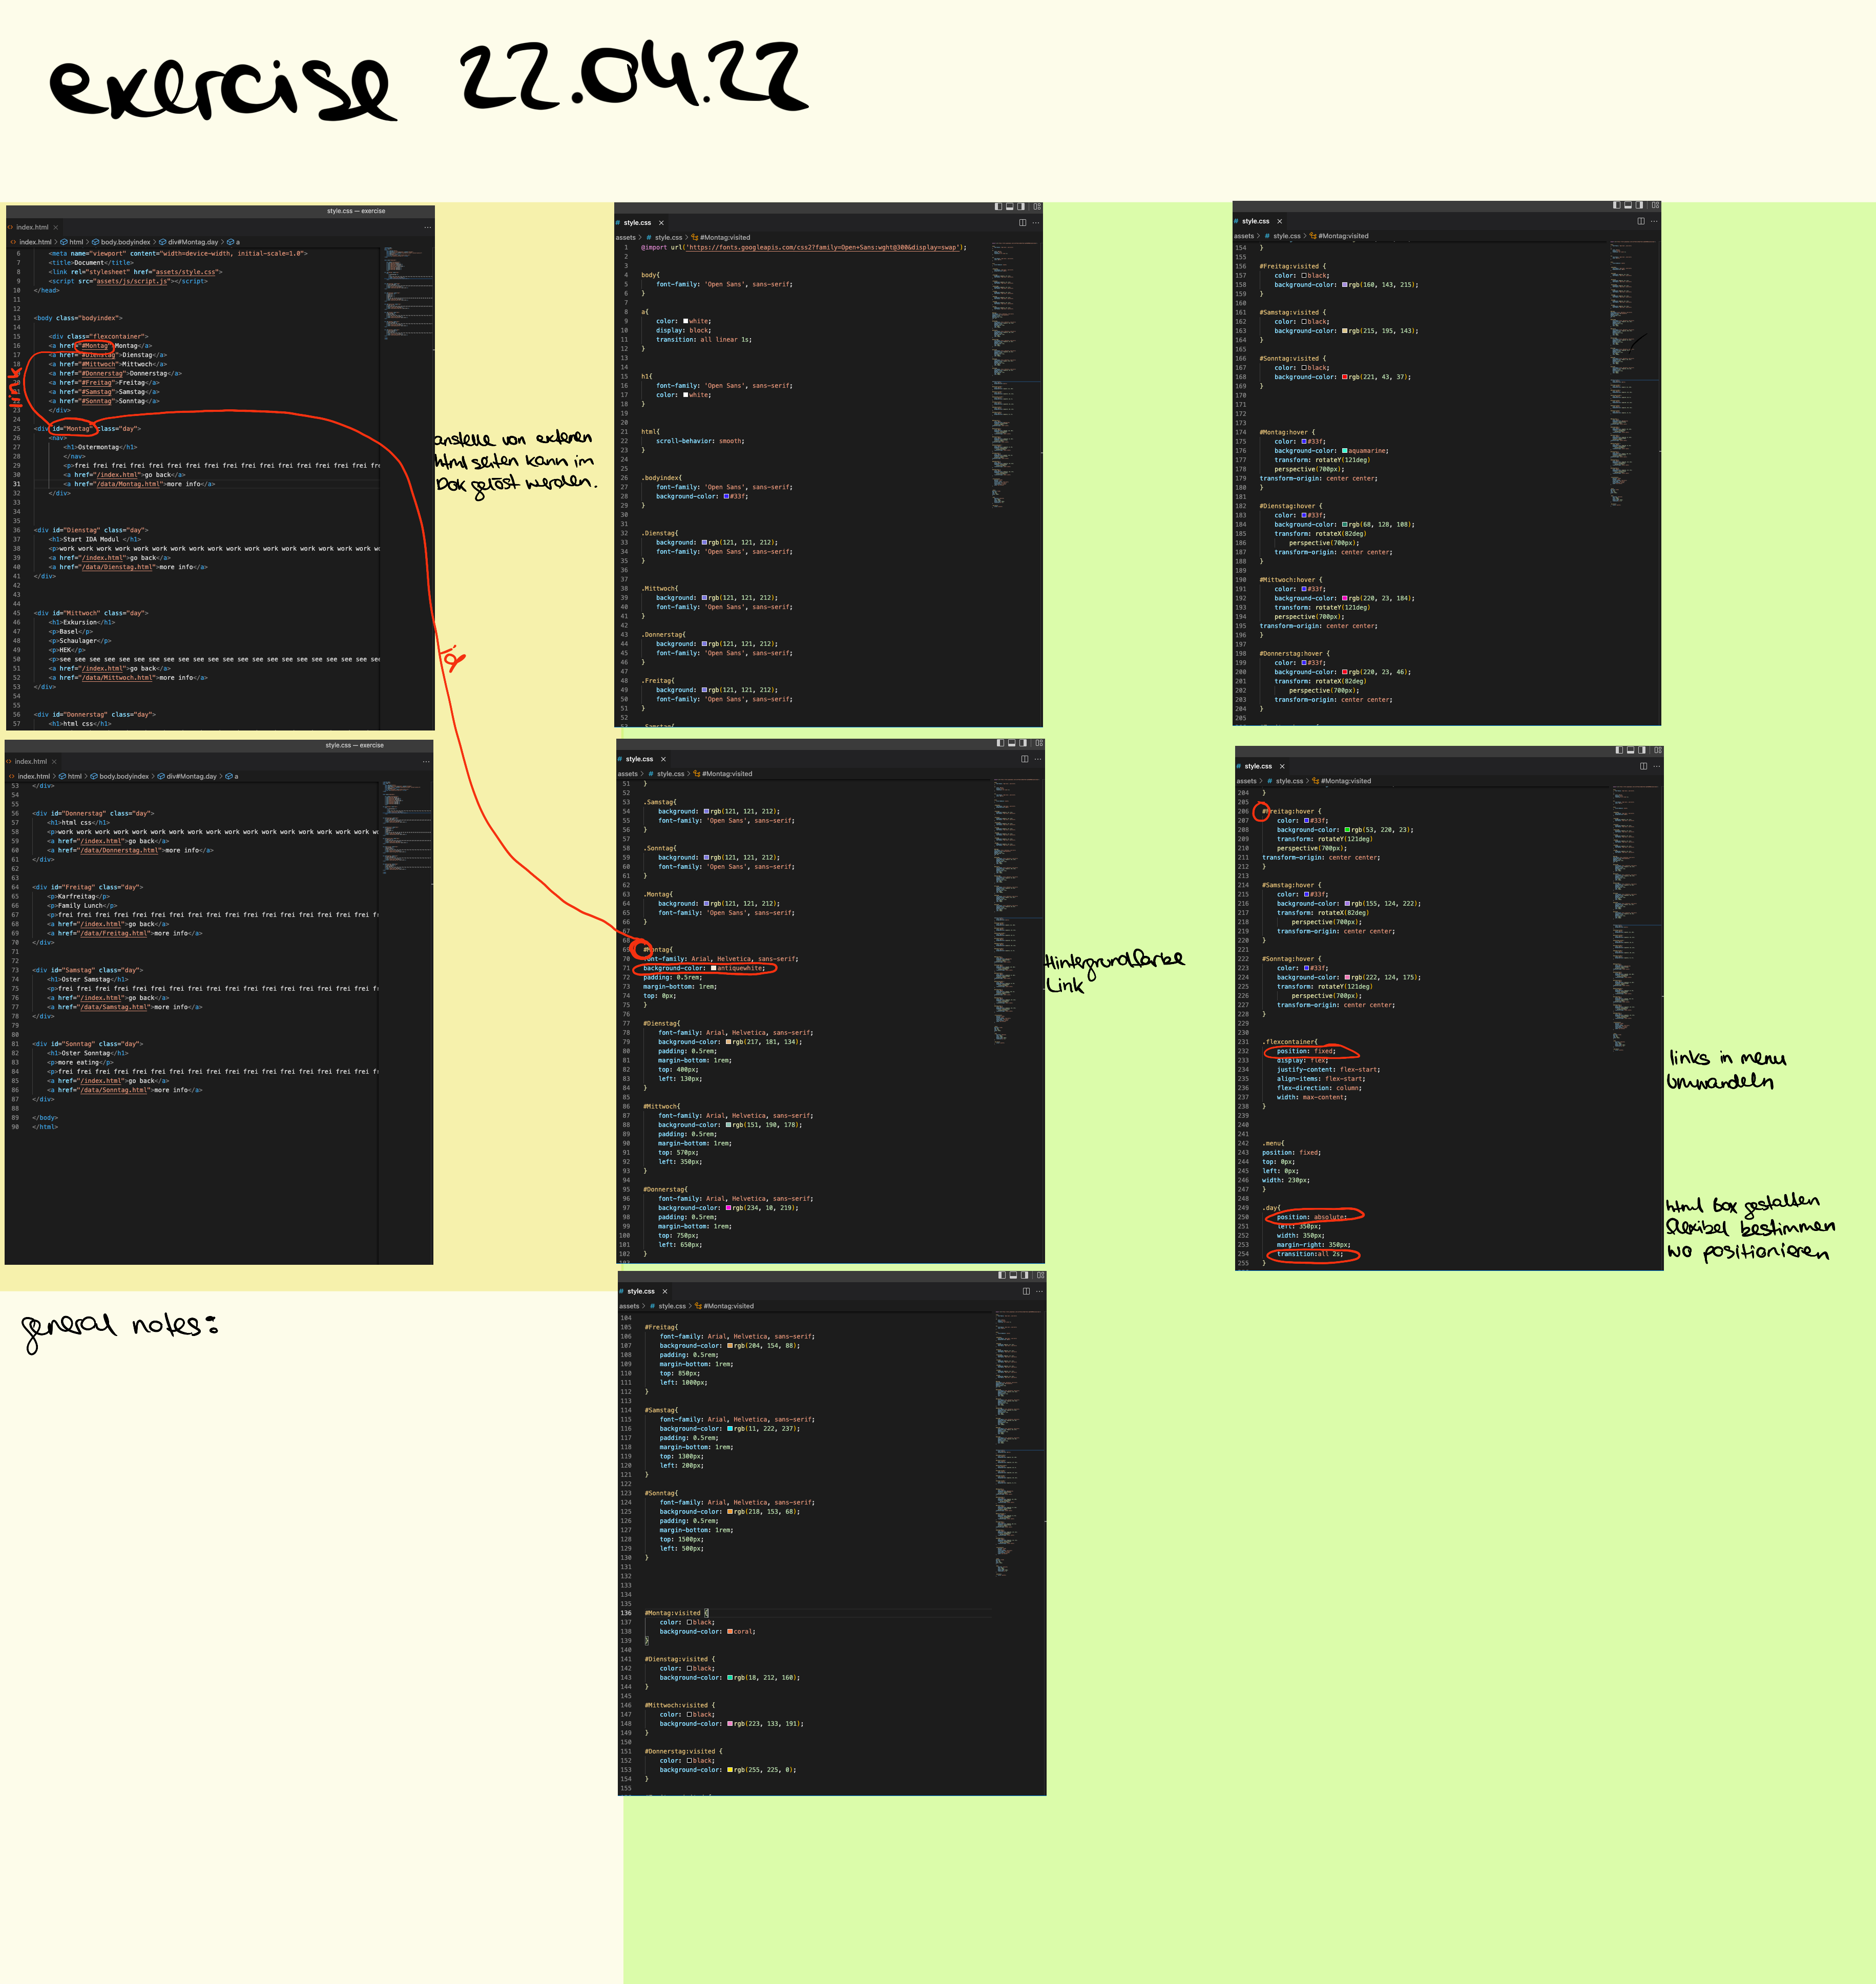 exercise 22.04.22
style.css — exercise
index.html
index.html > html > body.bodyindex > div#Montag.day > a
6 <meta name="viewport" content="width=device-width, initial-scale=1.0">
7 <title>Document</title>
8 <link rel="stylesheet" href="assets/style.css">
9 <script src="assets/js/script.js"></script>
10 </head>
11
12
13 <body class="bodyindex">
14
15 <div class="flexcontainer">
16 <a href="#Montag">Montag</a>
17 <a href="#Dienstag">Dienstag</a>
18 <a href="#Mittwoch">Mittwoch</a>
<a href="#Donnerstag">Donnerstag</a>
<a href="#Freitag">Freitag</a>
<a href="#Samstag">Samstag</a>
<a href="#Sonntag">Sonntag</a>
23 </div>
24
25 <div id="Montag" class="day">
26 <nav>
27 <h1>Ostermontag</h1>
28 </nav>
29 <p>frei frei frei frei frei frei frei frei frei frei frei frei frei frei frei frei fr
30 <a href="/index.html">go back</a>
31 <a href="/data/Montag.html">more info</a>
32 </div>
33
34
35
36 <div id="Dienstag" class="day">
37 <h1>Start IDA Modul </h1>
38 <p>work work work work work work work work work work work work work work work work work w
39 <a href="/index.html">go back</a>
40 <a href="/data/Dienstag.html">more info</a>
41 </div>
42
43
44
45 <div id="Mittwoch" class="day">
46 <h1>Exkursion</h1>
47 <p>Basel</p>
48 <p>Schaulager</p>
49 <p>HEK</p>
50 <p>see see see see see see see see see see see see see see see see see see see see see see
51 <a href="/index.html">go back</a>
52 <a href="/data/Mittwoch.html">more info</a>
53 </div>
54
55
56 <div id="Donnerstag" class="day">
57 <h1>html css</h1>
link
id
anstelle von exteren
html seiten kann im
Dok gelöst werden.
style.css — exercise
index.html
index.html > html > body.bodyindex > div#Montag.day > a
53 </div>
54
55
56 <div id="Donnerstag" class="day">
57 <h1>html css</h1>
58 <p>work work work work work work work work work work work work work work work work work w
59 <a href="/index.html">go back</a>
60 <a href="/data/Donnerstag.html">more info</a>
61 </div>
62
63
64 <div id="Freitag" class="day">
65 <p>Karfreitag</p>
66 <p>Family Lunch</p>
67 <p>frei frei frei frei frei frei frei frei frei frei frei frei frei frei frei frei frei f
68 <a href="/index.html">go back</a>
69 <a href="/data/Freitag.html">more info</a>
70 </div>
71
72
73 <div id="Samstag" class="day">
74 <h1>Oster Samstag</h1>
75 <p>frei frei frei frei frei frei frei frei frei frei frei frei frei frei frei frei frei f
76 <a href="/index.html">go back</a>
77 <a href="/data/Samstag.html">more info</a>
78 </div>
79
80
81 <div id="Sonntag" class="day">
82 <h1>Oster Sonntag</h1>
83 <p>more eating</p>
84 <p>frei frei frei frei frei frei frei frei frei frei frei frei frei frei frei frei frei f
85 <a href="/index.html">go back</a>
86 <a href="/data/Sonntag.html">more info</a>
87 </div>
88
89 </body>
90 </html>
general notes:
style.css
assets > style.css > #Montag:visited
1 @import url('https://fonts.googleapis.com/css2?family=Open+Sans:wght@300&display=swap');
2
3
4 body{
5 font-family: 'Open Sans', sans-serif;
6 }
7
8 a{
9 color: white;
10 display: block;
11 transition: all linear 1s;
12 }
13
14
15 h1{
16 font-family: 'Open Sans', sans-serif;
17 color: white;
18 }
19
20
21 html{
22 scroll-behavior: smooth;
23 }
24
25
26 .bodyindex{
27 font-family: 'Open Sans', sans-serif;
28 background-color: #33f;
29 }
30
31
32 .Dienstag{
33 background: rgb(121, 121, 212);
34 font-family: 'Open Sans', sans-serif;
35 }
36
37
38 .Mittwoch{
39 background: rgb(121, 121, 212);
40 font-family: 'Open Sans', sans-serif;
41 }
42
43 .Donnerstag{
44 background: rgb(121, 121, 212);
45 font-family: 'Open Sans', sans-serif;
46 }
47
48 .Freitag{
49 background: rgb(121, 121, 212);
50 font-family: 'Open Sans', sans-serif;
51 }
52
style.css
assets > style.css > #Montag:visited
51 }
52
53 .Samstag{
54 background: rgb(121, 121, 212);
55 font-family: 'Open Sans', sans-serif;
56 }
57
58 .Sonntag{
59 background: rgb(121, 121, 212);
60 font-family: 'Open Sans', sans-serif;
61 }
62
63 .Montag{
64 background: rgb(121, 121, 212);
65 font-family: 'Open Sans', sans-serif;
66 }
67
68
69 #Montag{
70 font-family: Arial, Helvetica, sans-serif;
71 background-color: antiquewhite;
72 padding: 0.5rem;
73 margin-bottom: 1rem;
74 top: 0px;
75 }
76
77 #Dienstag{
78 font-family: Arial, Helvetica, sans-serif;
79 background-color: rgb(217, 181, 134);
80 padding: 0.5rem;
81 margin-bottom: 1rem;
82 top: 400px;
83 left: 130px;
84 }
85
86 #Mittwoch{
87 font-family: Arial, Helvetica, sans-serif;
88 background-color: rgb(151, 190, 178);
89 padding: 0.5rem;
90 margin-bottom: 1rem;
91 top: 570px;
92 left: 350px;
93 }
94
95 #Donnerstag{
96 font-family: Arial, Helvetica, sans-serif;
97 background-color: rgb(234, 10, 219);
98 padding: 0.5rem;
99 margin-bottom: 1rem;
100 top: 750px;
101 left: 650px;
102 }
Hintergrundfarbe
Link
style.css
assets > style.css > #Montag:visited
104
105 #Freitag{
106 font-family: Arial, Helvetica, sans-serif;
107 background-color: rgb(204, 154, 88);
108 padding: 0.5rem;
109 margin-bottom: 1rem;
110 top: 850px;
111 left: 1000px;
112 }
113
114 #Samstag{
115 font-family: Arial, Helvetica, sans-serif;
116 background-color: rgb(11, 222, 237);
117 padding: 0.5rem;
118 margin-bottom: 1rem;
119 top: 1300px;
120 left: 200px;
121 }
122
123 #Sonntag{
124 font-family: Arial, Helvetica, sans-serif;
125 background-color: rgb(218, 153, 68);
126 padding: 0.5rem;
127 margin-bottom: 1rem;
128 top: 1500px;
129 left: 500px;
130 }
131
132
133
134
135
136 #Montag:visited {
137 color: black;
138 background-color: coral;
139 }
140
141 #Dienstag:visited {
142 color: black;
143 background-color: rgb(18, 212, 160);
144 }
145
146 #Mittwoch:visited {
147 color: black;
148 background-color: rgb(223, 133, 191);
149 }
150
151 #Donnerstag:visited {
152 color: black;
153 background-color: rgb(255, 225, 0);
154 }
155
style.css
assets > style.css > #Montag:visited
154 }
155
156 #Freitag:visited {
157 color: black;
158 background-color: rgb(160, 143, 215);
159 }
160
161 #Samstag:visited {
162 color: black;
163 background-color: rgb(215, 195, 143);
164 }
165
166 #Sonntag:visited {
167 color: black;
168 background-color: rgb(221, 43, 37);
169 }
170
171
172
173
174 #Montag:hover {
175 color: #33f;
176 background-color: aquamarine;
177 transform: rotateY(121deg)
178 perspective(700px);
179 transform-origin: center center;
180 }
181
182 #Dienstag:hover {
183 color: #33f;
184 background-color: rgb(68, 128, 108);
185 transform: rotateX(82deg)
186 perspective(700px);
187 transform-origin: center center;
188 }
189
190 #Mittwoch:hover {
191 color: #33f;
192 background-color: rgb(220, 23, 184);
193 transform: rotateY(121deg)
194 perspective(700px);
195 transform-origin: center center;
196 }
197
198 #Donnerstag:hover {
199 color: #33f;
200 background-color: rgb(220, 23, 46);
201 transform: rotateX(82deg)
202 perspective(700px);
203 transform-origin: center center;
204 }
205
style.css
assets > style.css > #Montag:visited
204 }
205
206 #Freitag:hover {
207 color: #33f;
208 background-color: rgb(53, 220, 23);
209 transform: rotateY(121deg)
210 perspective(700px);
211 transform-origin: center center;
212 }
213
214 #Samstag:hover {
215 color: #33f;
216 background-color: rgb(155, 124, 222);
217 transform: rotateX(82deg)
218 perspective(700px);
219 transform-origin: center center;
220 }
221
222 #Sonntag:hover {
223 color: #33f;
224 background-color: rgb(222, 124, 175);
225 transform: rotateY(121deg)
226 perspective(700px);
227 transform-origin: center center;
228 }
229
230
231 .flexcontainer{
232 position: fixed;
233 display: flex;
234 justify-content: flex-start;
235 align-items: flex-start;
236 flex-direction: column;
237 width: max-content;
238 }
239
240
241
242 .menu{
243 position: fixed;
244 top: 0px;
245 left: 0px;
246 width: 230px;
247 }
248
249 .day{
250 position: absolute;
251 left: 350px;
252 width: 350px;
253 margin-right: 350px;
254 transition:all 2s;
255 }
links in menu
umwandeln
html box gestalten
flexibel bestimmen
wo positionieren